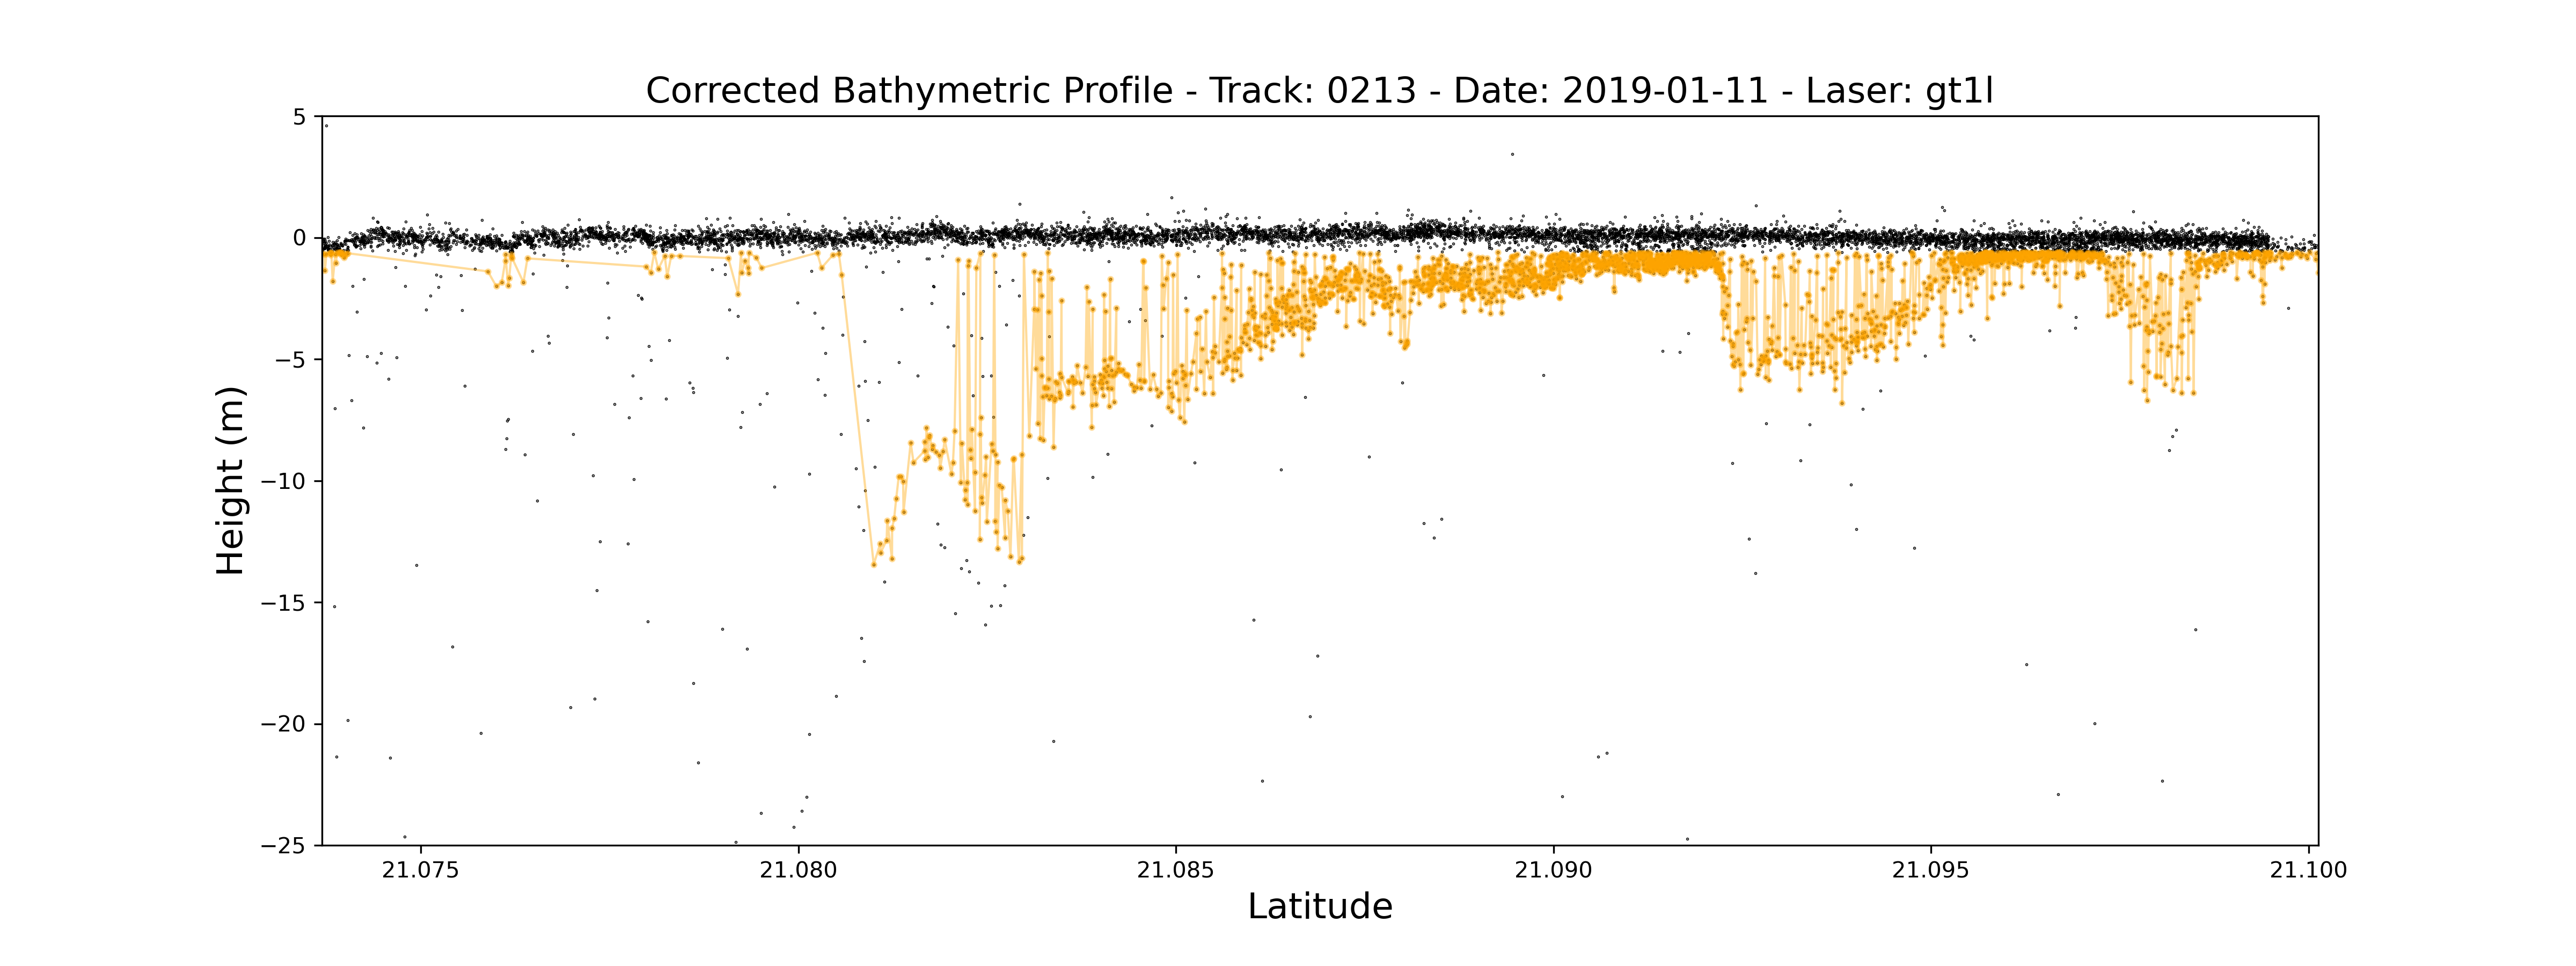 Corrected Bathymetric Profile - Track: 0213 - Date: 2019-01-11 - Laser: gt1l
5
0
−5
−10
−15
−20
−25
Height (m)
21.075 21.080 21.085 21.090 21.095 21.100
Latitude